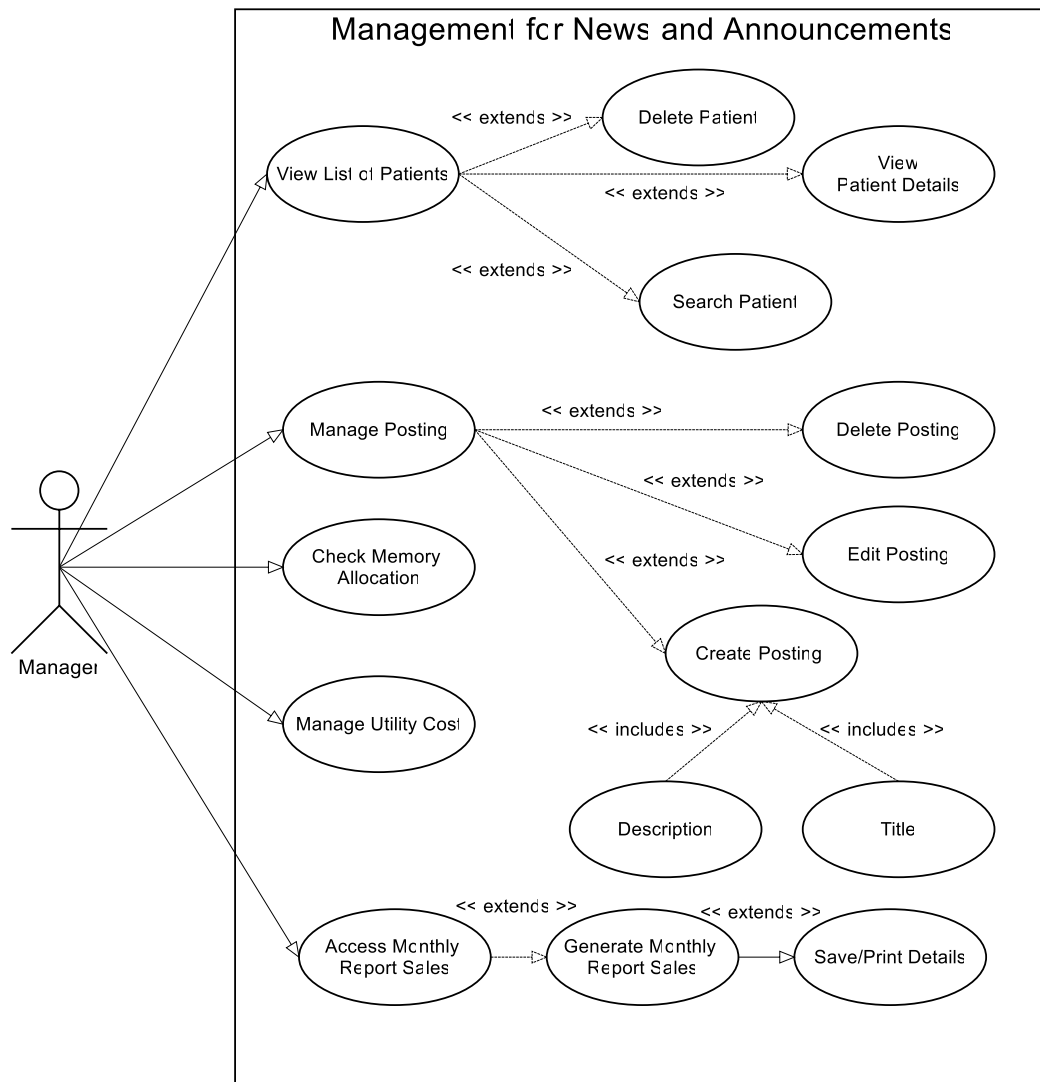 Management for News and Announcements
<< extends >>
Delete Patient
View List of Patients
View
Patient Details
<< extends >>
<< extends >>
Search Patient
<< extends >>
Manage Posting
Delete Posting
<< extends >>
Check Memory
Allocation
<< extends >>
Edit Posting
Create Posting
Manager
Manage Utility Cost
<< includes >>
<< includes >>
Description
Title
<< extends >>
<< extends >>
Access Monthly
Report Sales
Generate Monthly
Report Sales
Save/Print Details